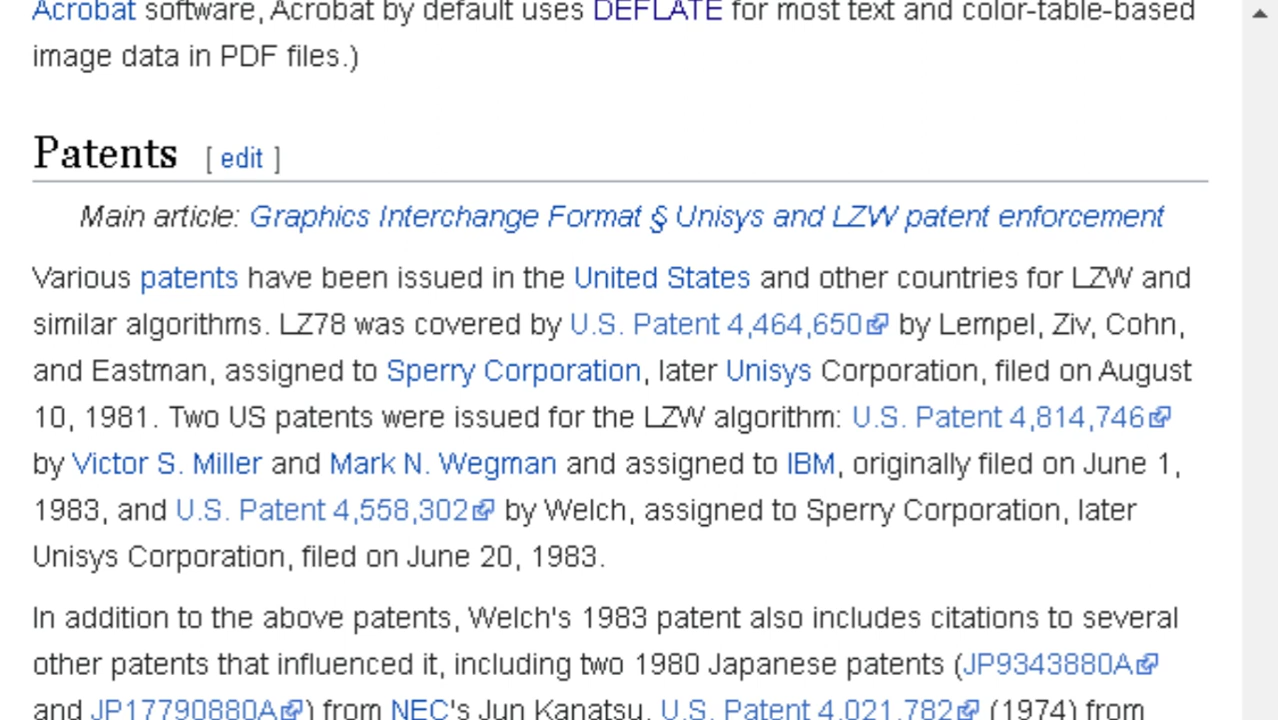 Acrobat software, Acrobat by default uses DEFLATE for most text and color-table-based
image data in PDF files.)
Patents [ edit ]
Main article: Graphics Interchange Format § Unisys and LZW patent enforcement
Various patents have been issued in the United States and other countries for LZW and
similar algorithms. LZ78 was covered by U.S. Patent 4,464,650 by Lempel, Ziv, Cohn,
and Eastman, assigned to Sperry Corporation, later Unisys Corporation, filed on August
10, 1981. Two US patents were issued for the LZW algorithm: U.S. Patent 4,814,746
by Victor S. Miller and Mark N. Wegman and assigned to IBM, originally filed on June 1,
1983, and U.S. Patent 4,558,302 by Welch, assigned to Sperry Corporation, later
Unisys Corporation, filed on June 20, 1983.
In addition to the above patents, Welch's 1983 patent also includes citations to several
other patents that influenced it, including two 1980 Japanese patents (JP9343880A
and JP17790880A) from NEC's Jun Kanatsu, U.S. Patent 4,021,782 (1974) from